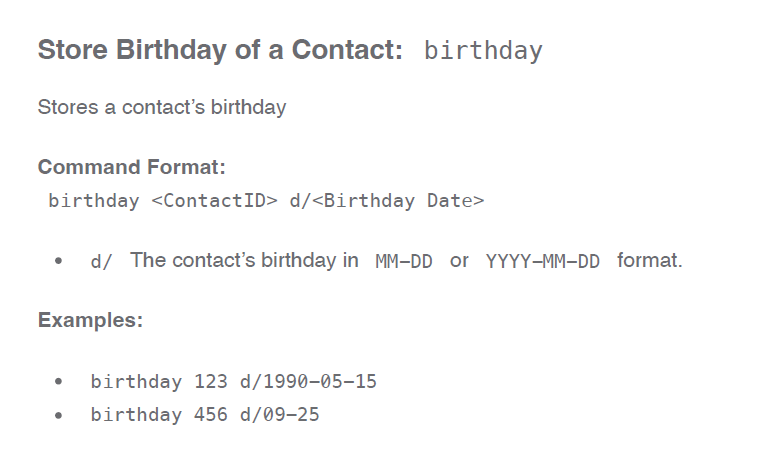 Store Birthday of a Contact: birthday
Stores a contact’s birthday
Command Format:
birthday <ContactID> d/<Birthday Date>
• d/ The contact’s birthday in MM-DD or YYYY-MM-DD format.
Examples:
• birthday 123 d/1990-05-15
• birthday 456 d/09-25